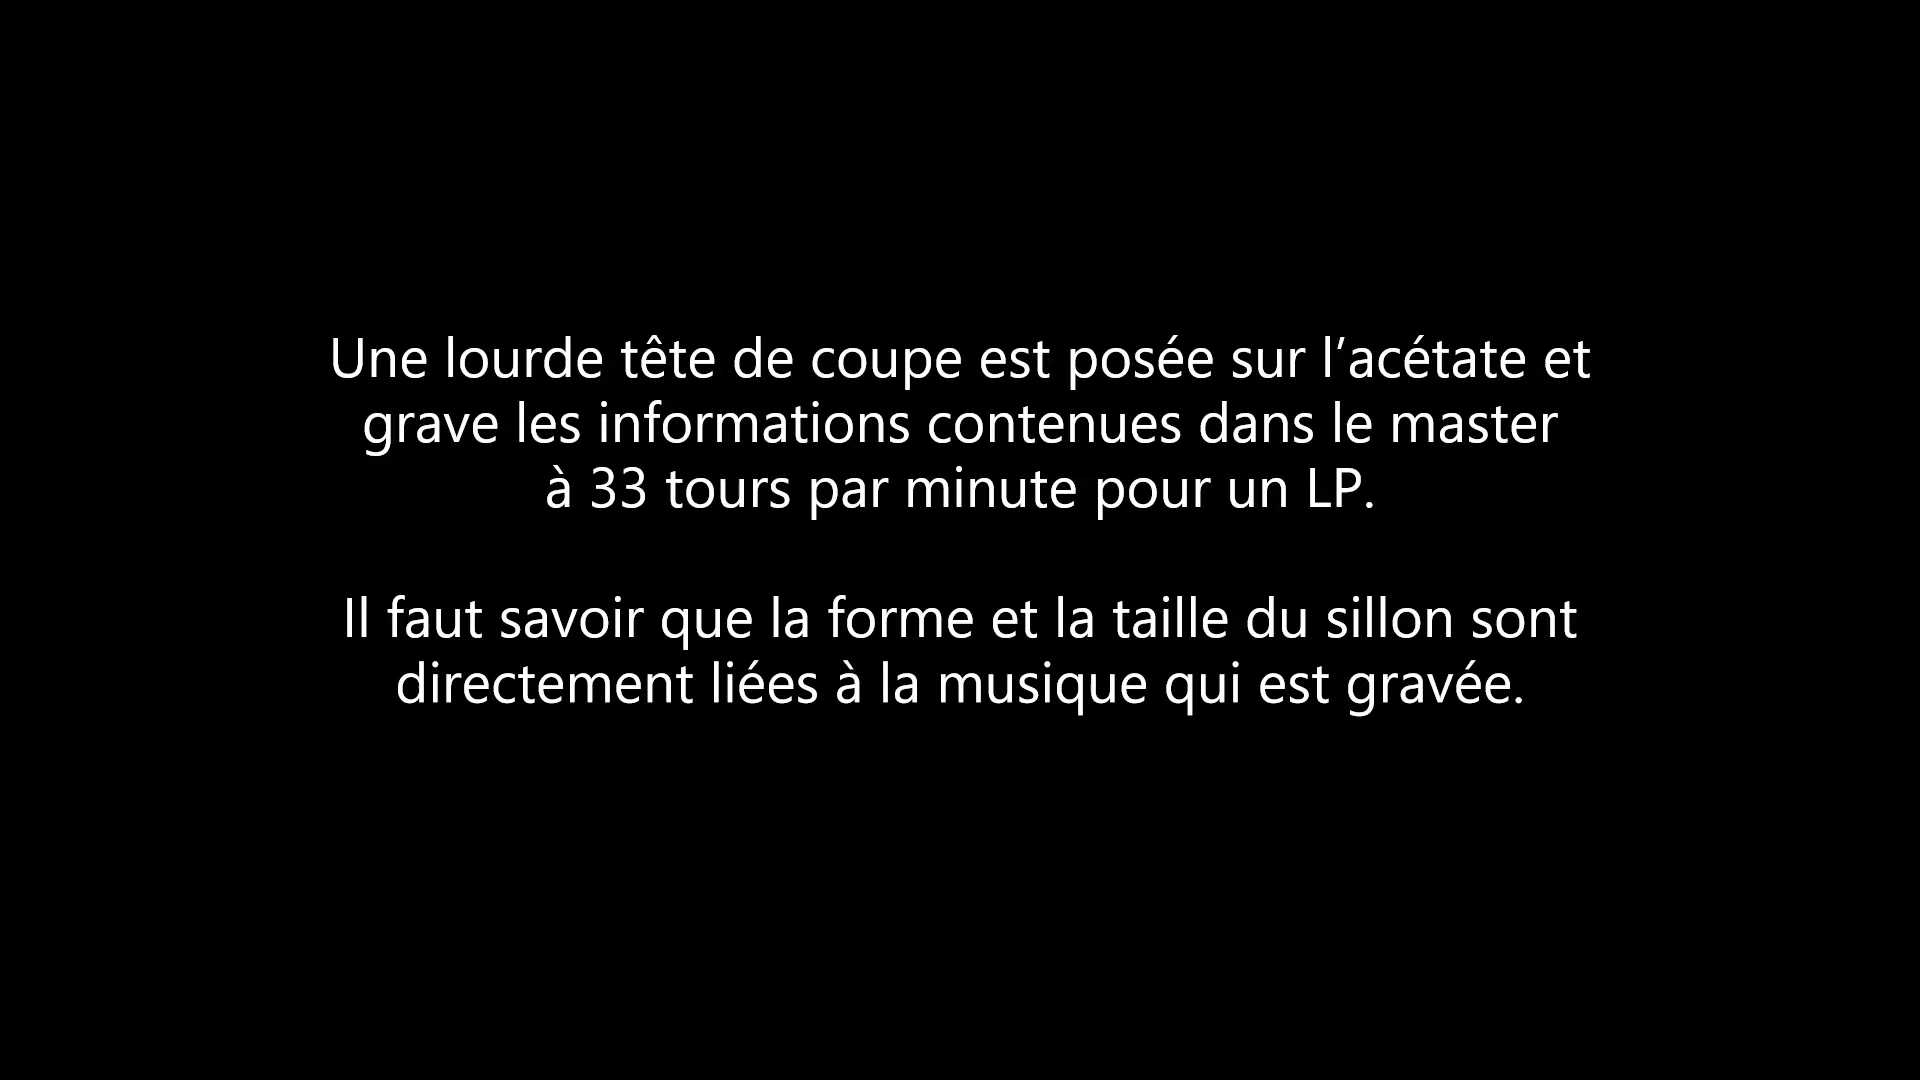 Une lourde tête de coupe est posée sur l’acétate et
grave les informations contenues dans le master
à 33 tours par minute pour un LP.
Il faut savoir que la forme et la taille du sillon sont
directement liées à la musique qui est gravée.